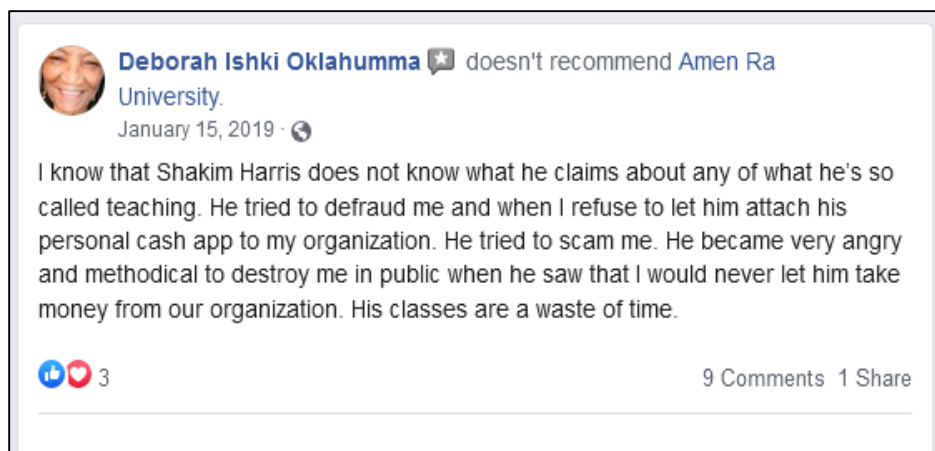 Deborah Ishki Oklahumma doesn't recommend Amen Ra
University.
January 15, 2019 ·
I know that Shakim Harris does not know what he claims about any of what he's so
called teaching. He tried to defraud me and when I refuse to let him attach his
personal cash app to my organization. He tried to scam me. He became very angry
and methodical to destroy me in public when he saw that I would never let him take
money from our organization. His classes are a waste of time.
3 9 Comments 1 Share